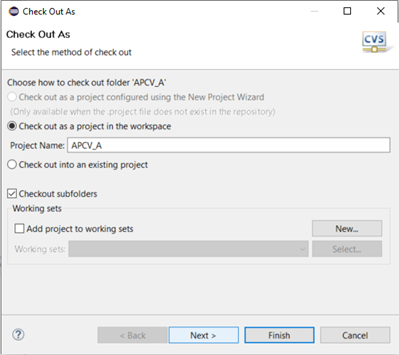 Check Out As
Check Out As
Select the method of check out
CVS
Choose how to check out folder 'APCV_A'
Check out as a project configured using the New Project Wizard
(Only available when the .project file does not exist in the repository)
Check out as a project in the workspace
Project Name: APCV_A
Check out into an existing project
Checkout subfolders
Working sets
Add project to working sets New...
Working sets: Select...
? < Back Next > Finish Cancel